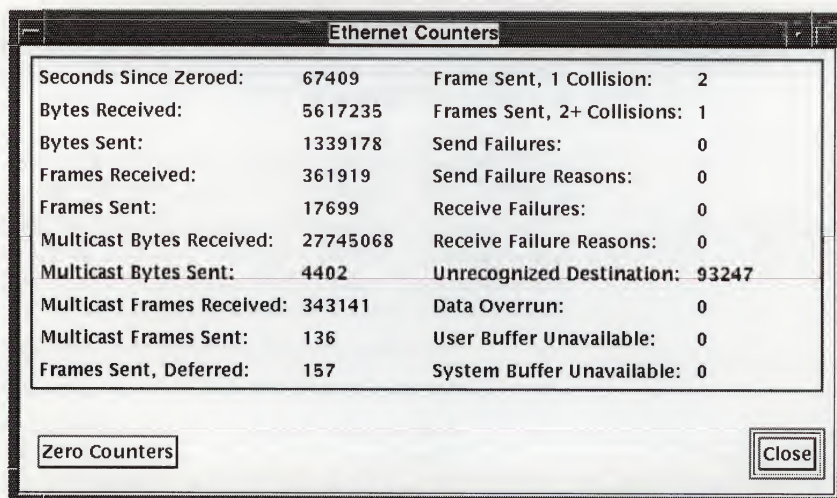 Ethernet Counters
Seconds Since Zeroed: 67409 Frame Sent, 1 Collision: 2
Bytes Received: 5617235 Frames Sent, 2+ Collisions: 1
Bytes Sent: 1339178 Send Failures: 0
Frames Received: 361919 Send Failure Reasons: 0
Frames Sent: 17699 Receive Failures: 0
Multicast Bytes Received: 27745068 Receive Failure Reasons: 0
Multicast Bytes Sent: 4402 Unrecognized Destination: 93247
Multicast Frames Received: 343141 Data Overrun: 0
Multicast Frames Sent: 136 User Buffer Unavailable: 0
Frames Sent, Deferred: 157 System Buffer Unavailable: 0
Zero Counters Close